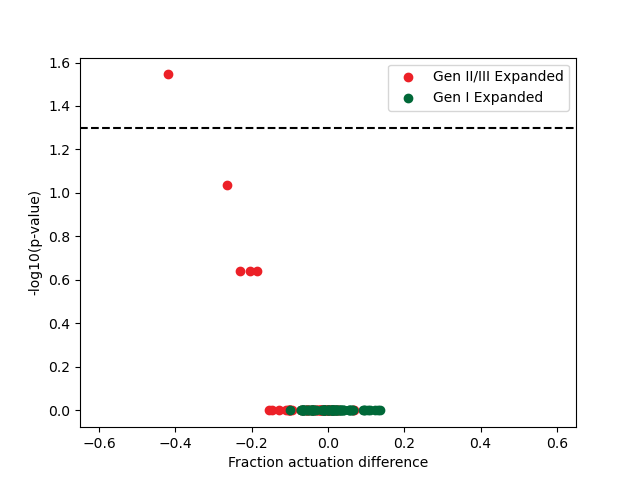 1.6
1.4
1.2
1.0
0.8
0.6
0.4
0.2
0.0
-log10(p-value)
Gen II/III Expanded
Gen I Expanded
−0.6 −0.4 −0.2 0.0 0.2 0.4 0.6
Fraction actuation difference